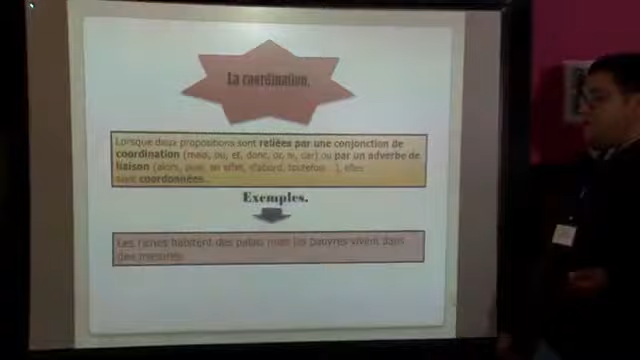 La coordination.
Lorsque deux propositions sont reliées par une conjonction de
coordination (mais, ou, et, donc, or, ni, car) ou par un adverbe de
liaison (alors, puis, en effet, d'abord, toutefois...), elles
sont coordonnées.
Exemples.
Les riches habitent des palais mais les pauvres vivent dans
des masures.